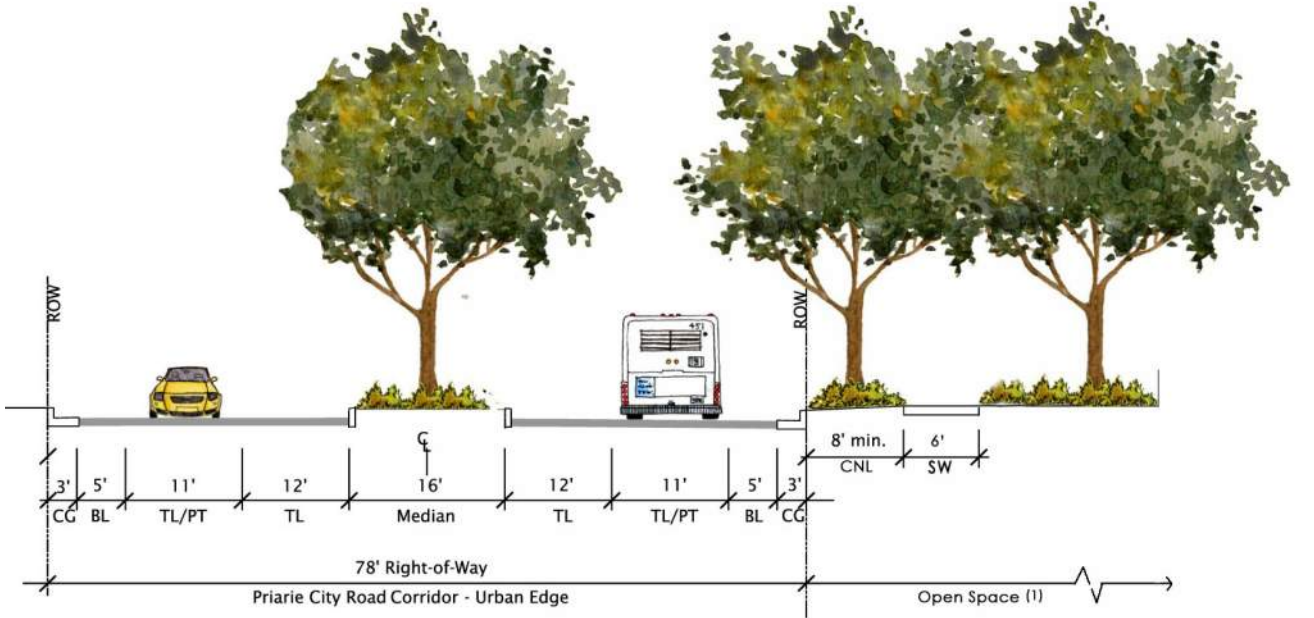 ROW
ROW
451
℄
8' min.
6'
CNL
SW
3'
5'
11'
12'
16'
12'
11'
5'
3'
CG
BL
TL/PT
TL
Median
TL
TL/PT
BL
CG
78' Right-of-Way
Priarie City Road Corridor - Urban Edge
Open Space (1)